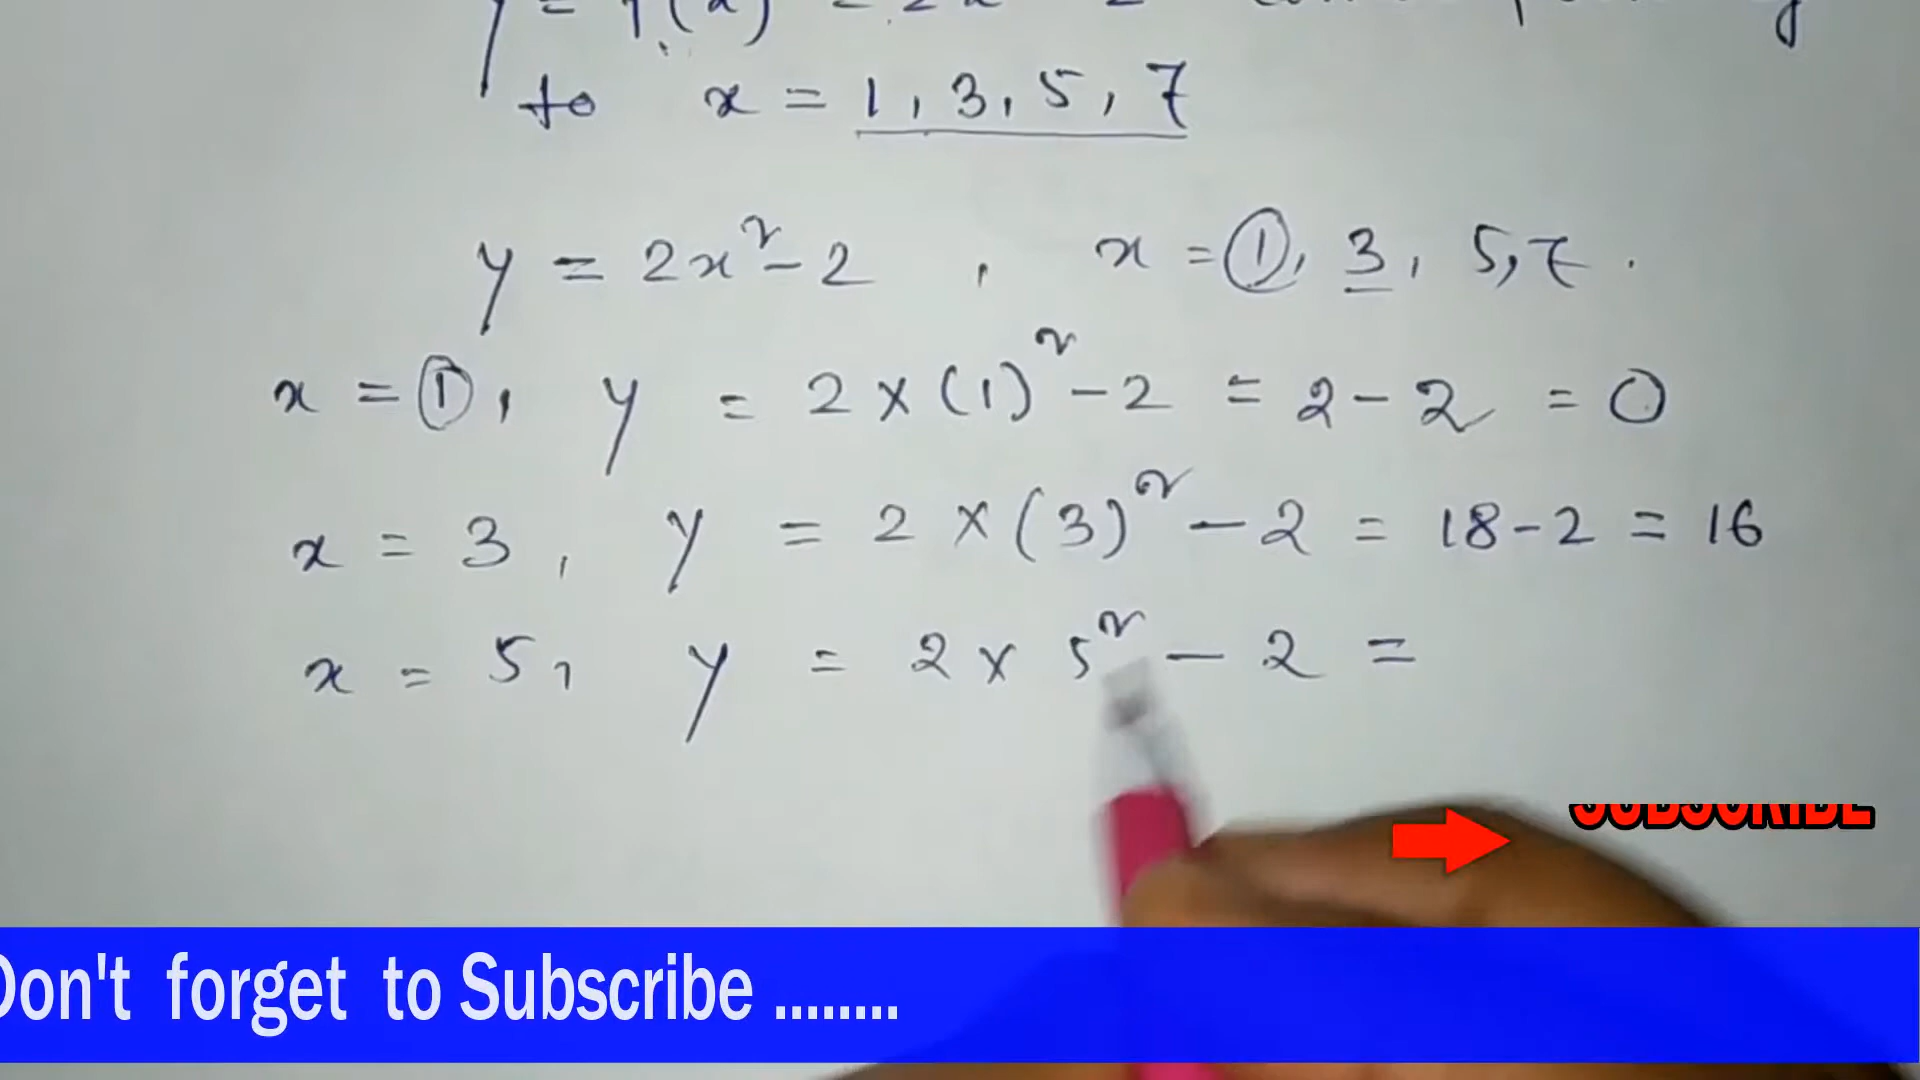 to x = 1, 3, 5, 7
y = 2x² - 2 , x = 1, 3, 5, 7.
x = 1, y = 2 × (1)² - 2 = 2 - 2 = 0
x = 3, y = 2 × (3)² - 2 = 18 - 2 = 16
x = 5, y = 2 × 5² - 2 =
SUBSCRIBE
Don't forget to Subscribe ........